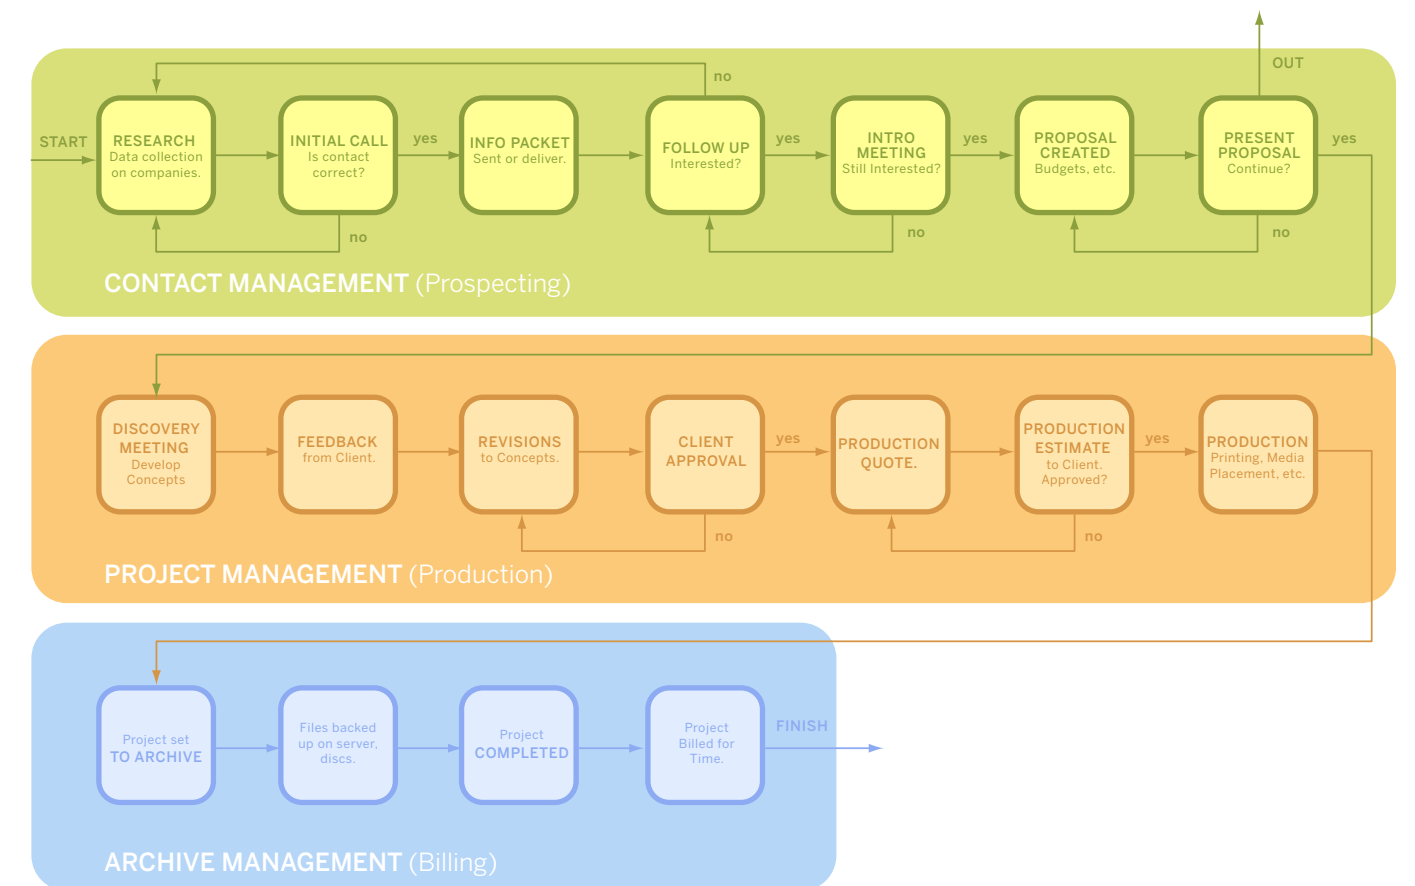 OUT
no
START
RESEARCH
Data collection
on companies.
INITIAL CALL
Is contact
correct?
yes
INFO PACKET
Sent or deliver.
FOLLOW UP
Interested?
yes
INTRO
MEETING
Still Interested?
yes
PROPOSAL
CREATED
Budgets, etc.
PRESENT
PROPOSAL
Continue?
yes
no
no
no
CONTACT MANAGEMENT (Prospecting)
DISCOVERY
MEETING
Develop
Concepts
FEEDBACK
from Client.
REVISIONS
to Concepts.
CLIENT
APPROVAL
yes
PRODUCTION
QUOTE.
PRODUCTION
ESTIMATE
to Client.
Approved?
yes
PRODUCTION
Printing, Media
Placement, etc.
no
no
PROJECT MANAGEMENT (Production)
Project set
TO ARCHIVE
Files backed
up on server,
discs.
Project
COMPLETED
Project
Billed for
Time.
FINISH
ARCHIVE MANAGEMENT (Billing)